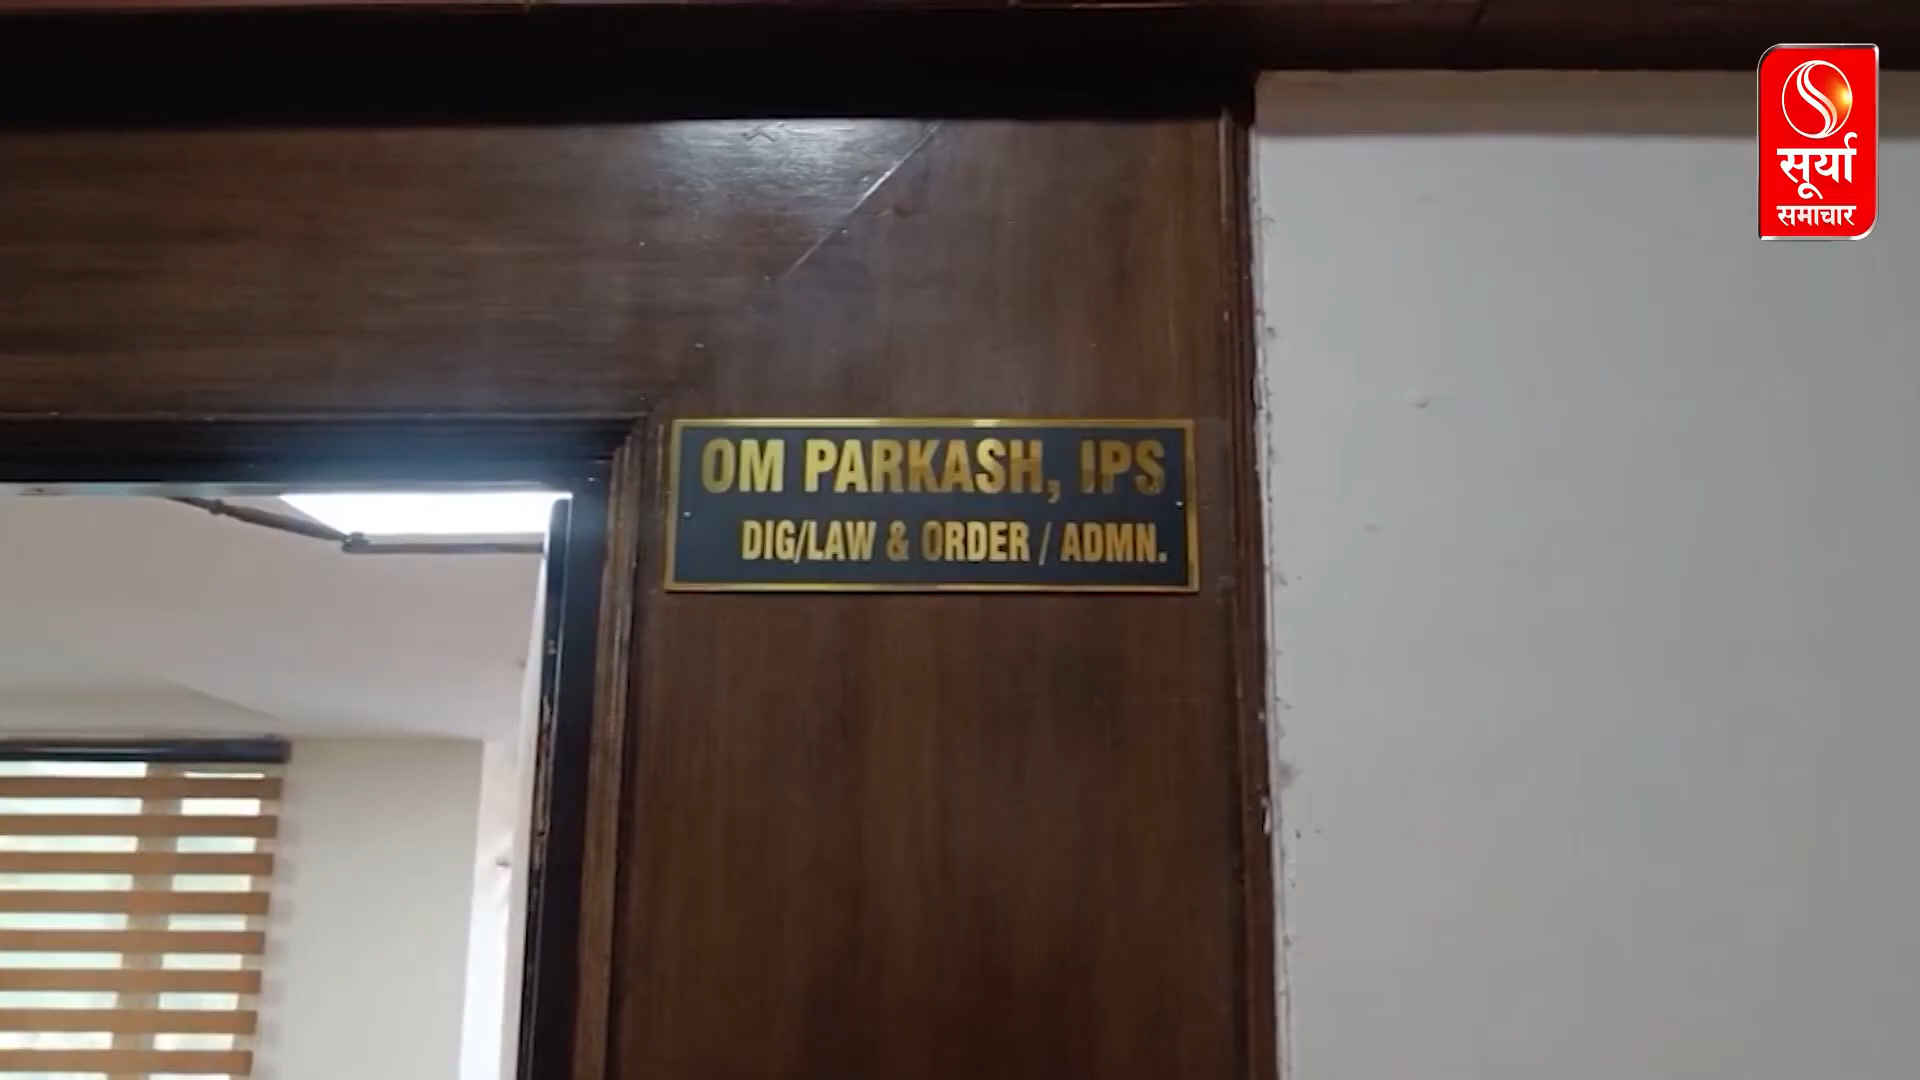 सूर्या
समाचार
OM PARKASH, IPS
DIG/LAW & ORDER / ADMN.